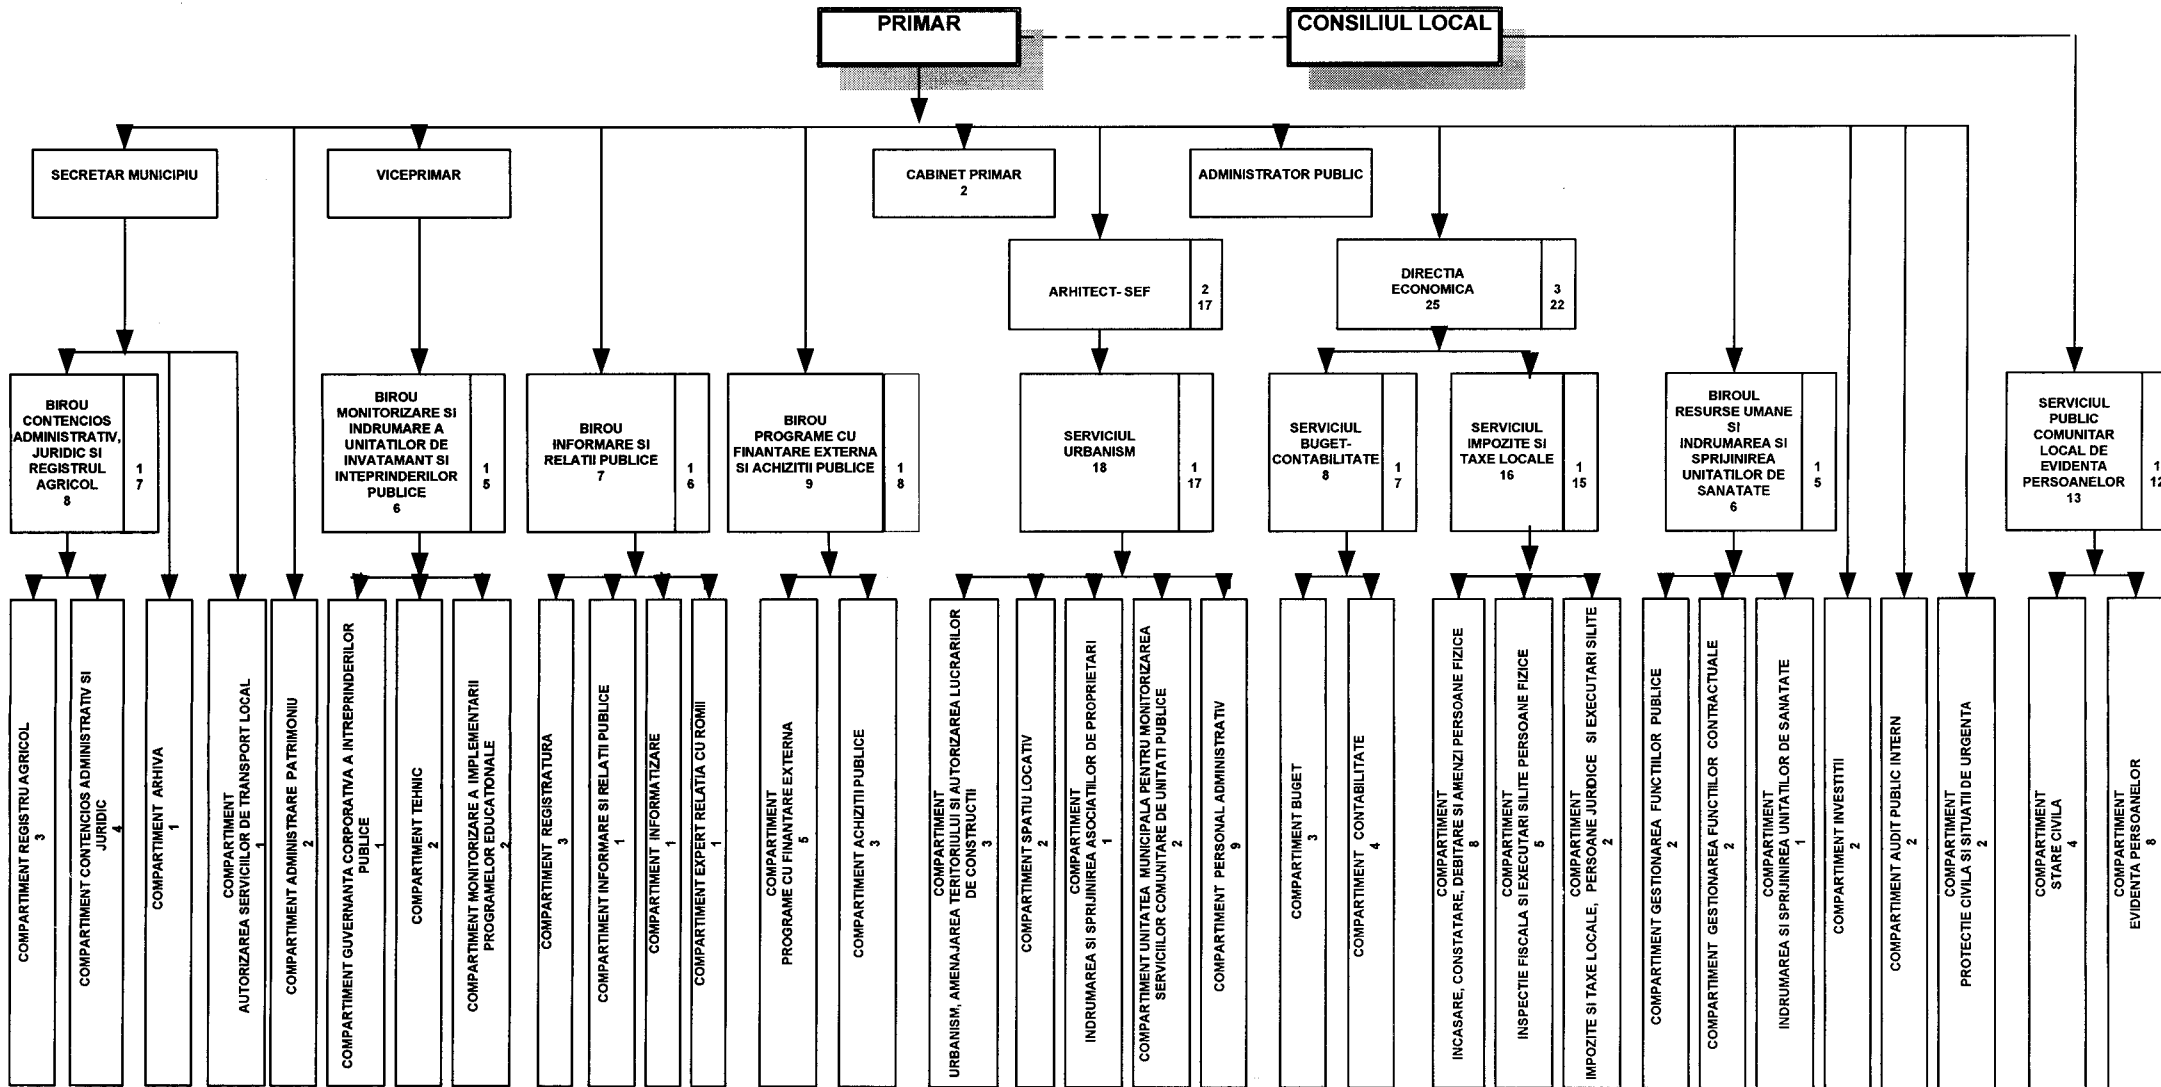 PRIMAR
CONSILIUL LOCAL
SECRETAR MUNICIPIU
VICEPRIMAR
CABINET PRIMAR
2
ADMINISTRATOR PUBLIC
ARHITECT- SEF
2
17
DIRECTIA
ECONOMICA
25
3
22
BIROU
CONTENCIOS
ADMINISTRATIV,
JURIDIC SI
REGISTRUL
AGRICOL
8
1
7
BIROU
MONITORIZARE SI
INDRUMARE A
UNITATILOR DE
INVATAMANT SI
INTEPRINDERILOR
PUBLICE
6
1
5
BIROU
INFORMARE SI
RELATII PUBLICE
7
1
6
BIROU
PROGRAME CU
FINANTARE EXTERNA
SI ACHIZITII PUBLICE
9
1
8
SERVICIUL
URBANISM
18
1
17
SERVICIUL
BUGET-
CONTABILITATE
8
1
7
SERVICIUL
IMPOZITE SI
TAXE LOCALE
16
1
15
BIROUL
RESURSE UMANE
SI
INDRUMAREA SI
SPRIJINIREA
UNITATILOR DE
SANATATE
6
1
5
SERVICIUL
PUBLIC
COMUNITAR
LOCAL DE
EVIDENTA
PERSOANELOR
13
1
12
COMPARTIMENT REGISTRU AGRICOL
3
COMPARTIMENT CONTENCIOS ADMINISTRATIV SI
JURIDIC
4
COMPARTIMENT ARHIVA
1
COMPARTIMENT
AUTORIZAREA SERVICIILOR DE TRANSPORT LOCAL
1
COMPARTIMENT ADMINISTRARE PATRIMONIU
2
COMPARTIMENT GUVERNANTA CORPORATIVA A INTREPRINDERILOR
PUBLICE
1
COMPARTIMENT TEHNIC
2
COMPARTIMENT MONITORIZARE A IMPLEMENTARII
PROGRAMELOR EDUCATIONALE
2
COMPARTIMENT REGISTRATURA
3
COMPARTIMENT INFORMARE SI RELATII PUBLICE
1
COMPARTIMENT INFORMATIZARE
1
COMPARTIMENT EXPERT RELATIA CU ROMII
1
COMPARTIMENT
PROGRAME CU FINANTARE EXTERNA
5
COMPARTIMENT ACHIZITII PUBLICE
3
COMPARTIMENT
URBANISM, AMENAJAREA TERITORIULUI SI AUTORIZAREA LUCRARILOR
DE CONSTRUCTII
3
COMPARTIMENT SPATIU LOCATIV
2
COMPARTIMENT
INDRUMAREA SI SPRIJINIREA ASOCIATIILOR DE PROPRIETARI
1
COMPARTIMENT UNITATEA MUNICIPALA PENTRU MONITORIZAREA
SERVICIILOR COMUNITARE DE UNITATI PUBLICE
2
COMPARTIMENT PERSONAL ADMINISTRATIV
9
COMPARTIMENT BUGET
3
COMPARTIMENT CONTABILITATE
4
COMPARTIMENT
INCASARE, CONSTATARE, DEBITARE SI AMENZI PERSOANE FIZICE
8
COMPARTIMENT
INSPECTIE FISCALA SI EXECUTARI SILITE PERSOANE FIZICE
5
COMPARTIMENT
IMPOZITE SI TAXE LOCALE, PERSOANE JURIDICE SI EXECUTARI SILITE
2
COMPARTIMENT GESTIONAREA FUNCTIILOR PUBLICE
2
COMPARTIMENT GESTIONAREA FUNCTIILOR CONTRACTUALE
2
COMPARTIMENT
INDRUMAREA SI SPRIJINIREA UNITATILOR DE SANATATE
1
COMPARTIMENT INVESTITII
2
COMPARTIMENT AUDIT PUBLIC INTERN
2
COMPARTIMENT
PROTECTIE CIVILA SI SITUATII DE URGENTA
2
COMPARTIMENT
STARE CIVILA
4
COMPARTIMENT
EVIDENTA PERSOANELOR
8